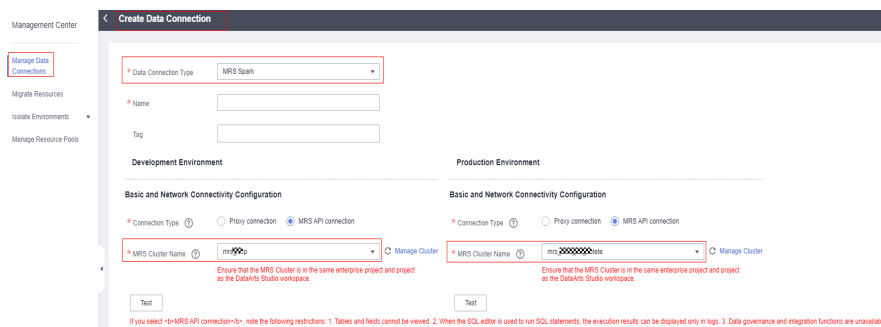 Management Center
Create Data Connection
Manage Data
Connections
Migrate Resources
Isolate Environments
Manage Resource Pools
* Data Connection Type MRS Spark
* Name
Tag
Development Environment Production Environment
Basic and Network Connectivity Configuration Basic and Network Connectivity Configuration
* Connection Type ? Proxy connection MRS API connection * Connection Type ? Proxy connection MRS API connection
* MRS Cluster Name ? Manage Cluster * MRS Cluster Name ? Manage Cluster
Ensure that the MRS Cluster is in the same enterprise project and project Ensure that the MRS Cluster is in the same enterprise project and project
as the DataArts Studio workspace. as the DataArts Studio workspace.
Test Test
If you select <b>MRS API connection</b>, note the following restrictions: 1. Tables and fields cannot be viewed. 2. When the SQL editor is used to run SQL statements, the execution results can be displayed only in logs. 3. Data governance and integration functions are unavailab